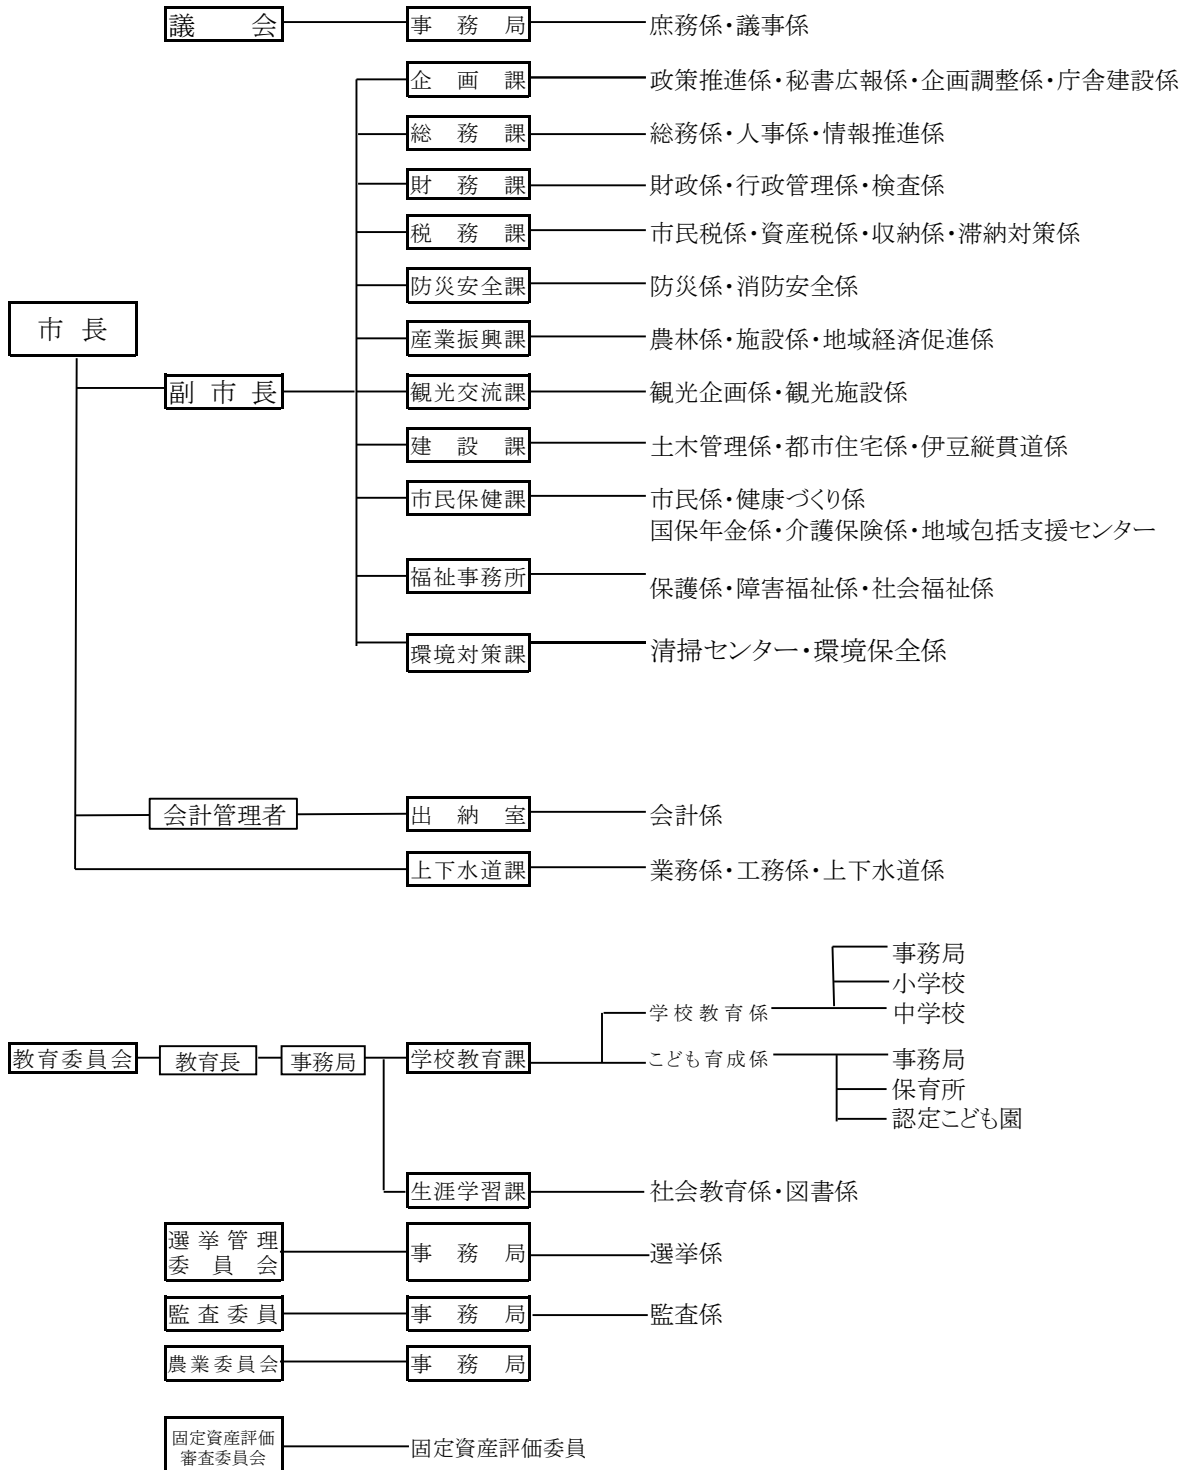 議会 事務局 庶務係・議事係
企画課 政策推進係・秘書広報係・企画調整係・庁舎建設係
総務課 総務係・人事係・情報推進係
財務課 財政係・行政管理係・検査係
税務課 市民税係・資産税係・収納係・滞納対策係
防災安全課 防災係・消防安全係
市長
産業振興課 農林係・施設係・地域経済促進係
副市長 観光交流課 観光企画係・観光施設係
建設課 土木管理係・都市住宅係・伊豆縦貫道係
市民保健課 市民係・健康づくり係
国保年金係・介護保険係・地域包括支援センター
福祉事務所 保護係・障害福祉係・社会福祉係
環境対策課 清掃センター・環境保全係
会計管理者 出納室 会計係
上下水道課 業務係・工務係・上下水道係
事務局
小学校
学校教育係 中学校
教育委員会 教育長 事務局 学校教育課 こども育成係 事務局
保育所
認定こども園
生涯学習課 社会教育係・図書係
選挙管理
委員会 事務局 選挙係
監査委員 事務局 監査係
農業委員会 事務局
固定資産評価
審査委員会 固定資産評価委員